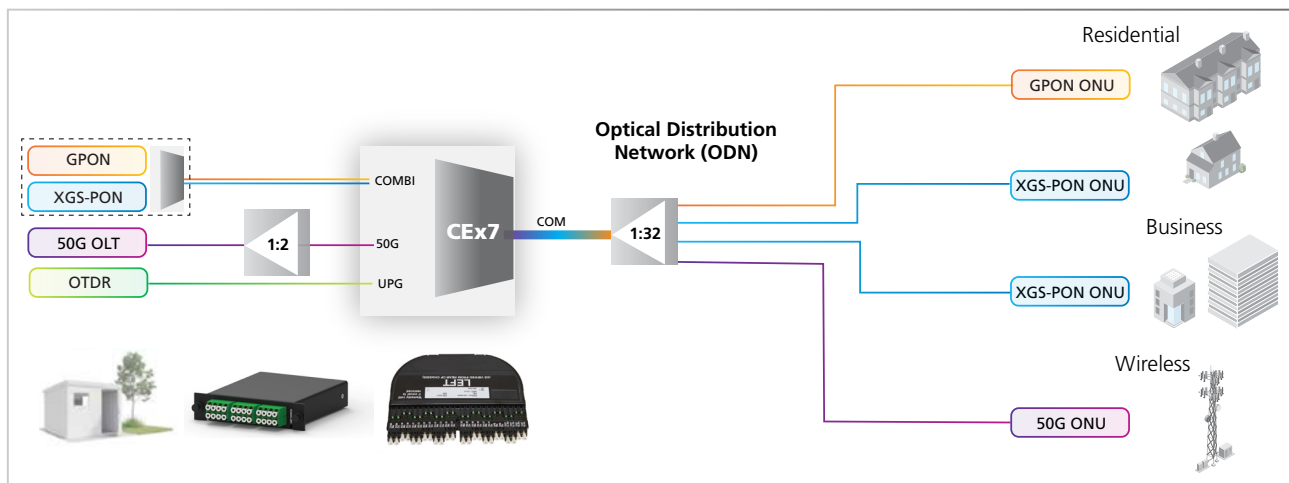 Residential
GPON ONU
Optical Distribution
Network (ODN)
GPON
COMBI
XGS-PON
XGS-PON ONU
Business
COM
CEx7
1:32
50G OLT
1:2
50G
OTDR
UPG
XGS-PON ONU
Wireless
LEFT
50G ONU